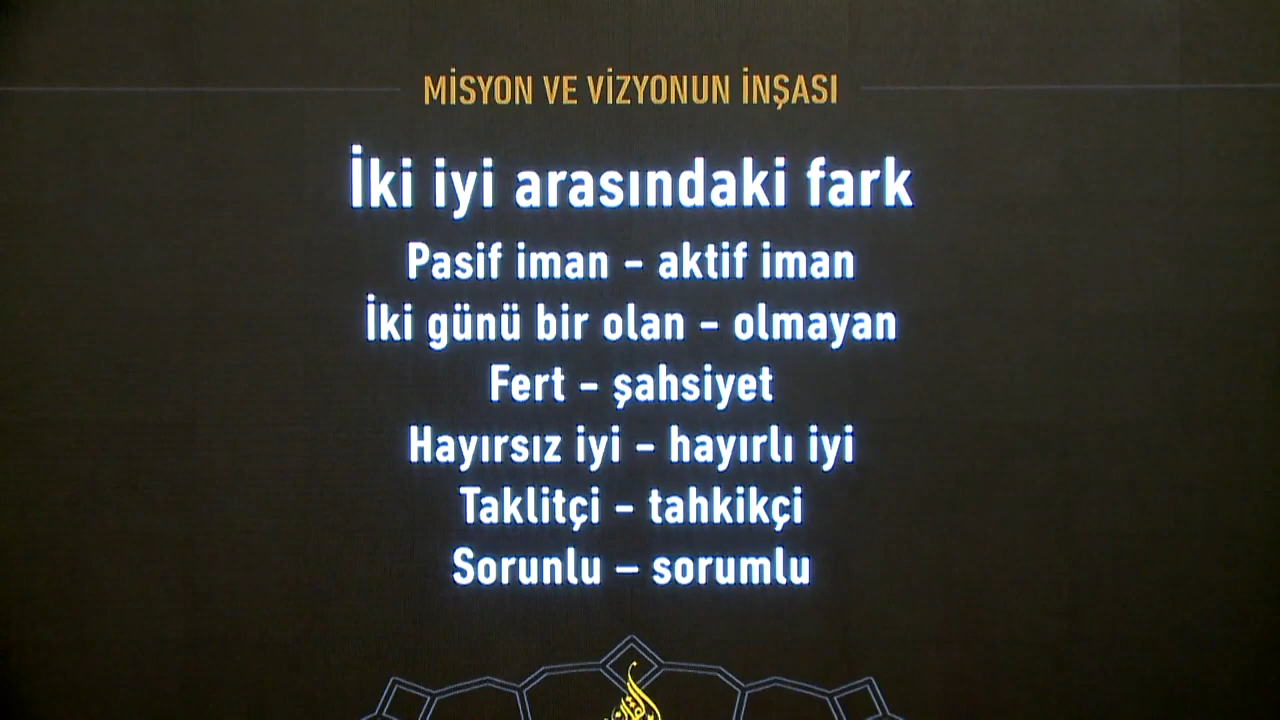 MİSYON VE VİZYONUN İNŞASI
İki iyi arasındaki fark
Pasif iman – aktif iman
İki günü bir olan – olmayan
Fert – şahsiyet
Hayırsız iyi – hayırlı iyi
Taklitçi – tahkikçi
Sorunlu – sorumlu